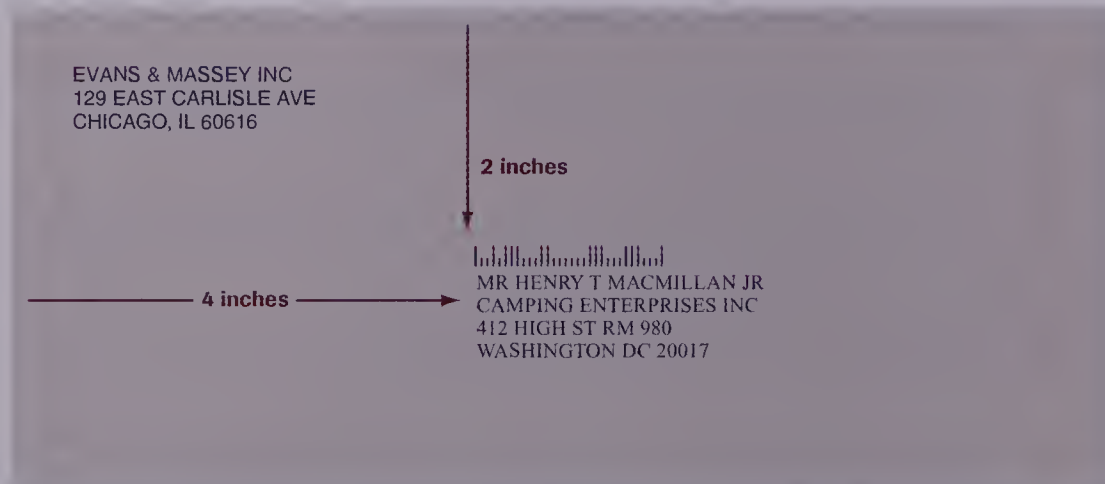 EVANS & MASSEY INC
129 EAST CARLISLE AVE
CHICAGO, IL 60616
2 inches
4 inches
MR HENRY T MACMILLAN JR
CAMPING ENTERPRISES INC
412 HIGH ST RM 980
WASHINGTON DC 20017